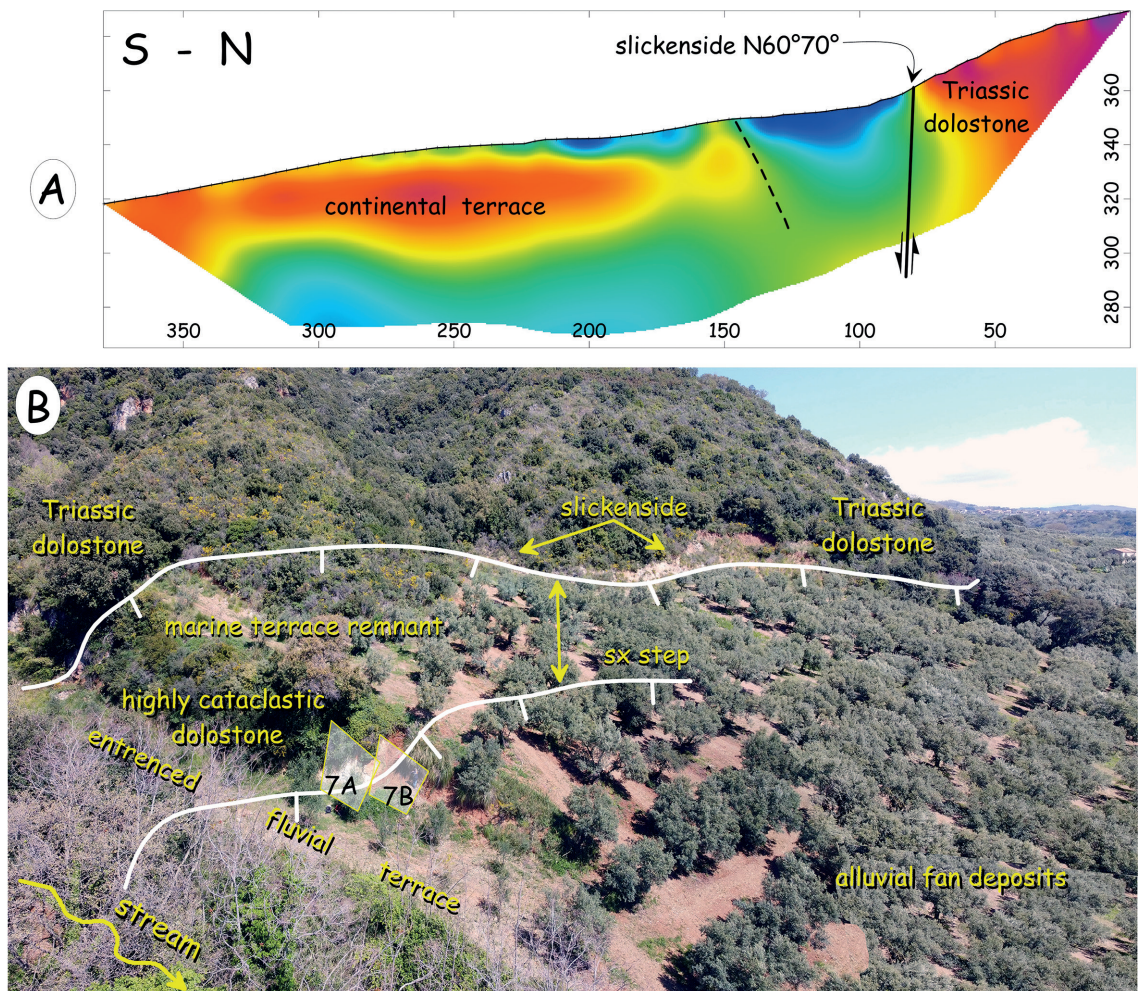 S - N
slickenside N60°70°
Triassic
dolostone
A
continental terrace
360
340
320
300
280
350
300
250
200
150
100
50
B
Triassic
dolostone
slickenside
Triassic
dolostone
marine terrace remnant
sx step
highly cataclastic
dolostone
entrenced
7A
7B
fluvial
terrace
alluvial fan deposits
stream